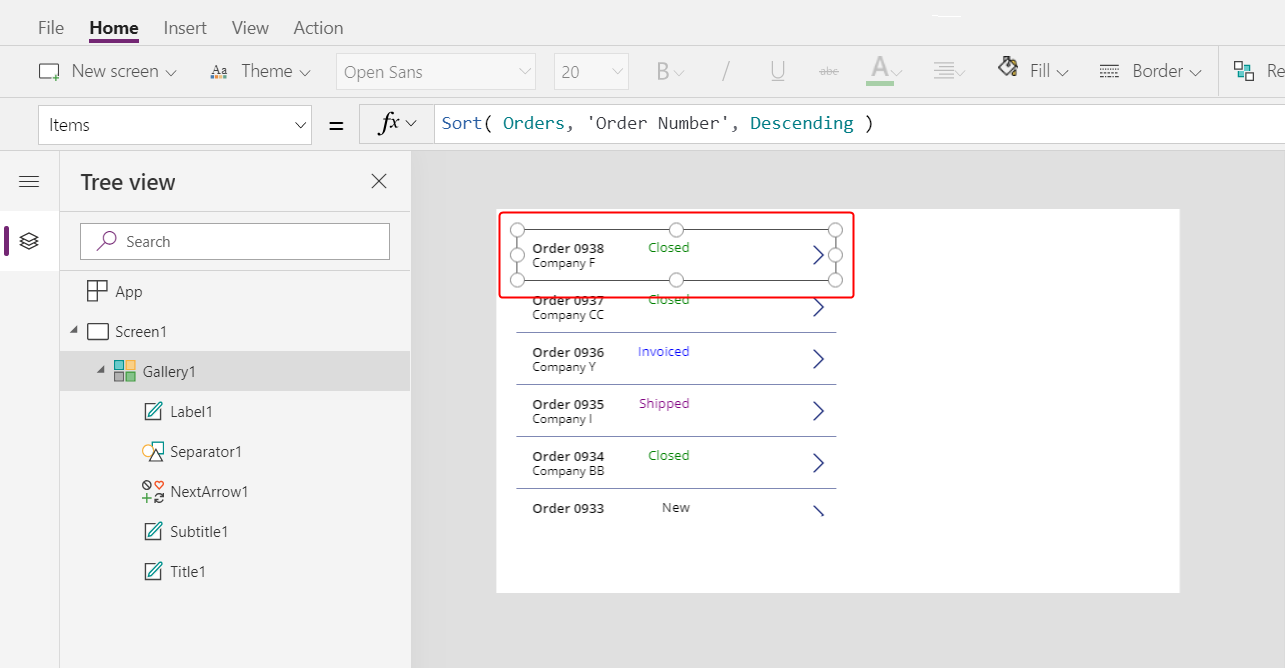 File Home Insert View Action
New screen Aa Theme Open Sans 20 B / U abc A Fill Border Re
Items = fx Sort( Orders, 'Order Number', Descending )
Tree view
Search
App
Screen1
Gallery1
Label1
Separator1
NextArrow1
Subtitle1
Title1
Order 0938 Closed
Company F
Order 0937 Closed
Company CC
Order 0936 Invoiced
Company Y
Order 0935 Shipped
Company I
Order 0934 Closed
Company BB
Order 0933 New